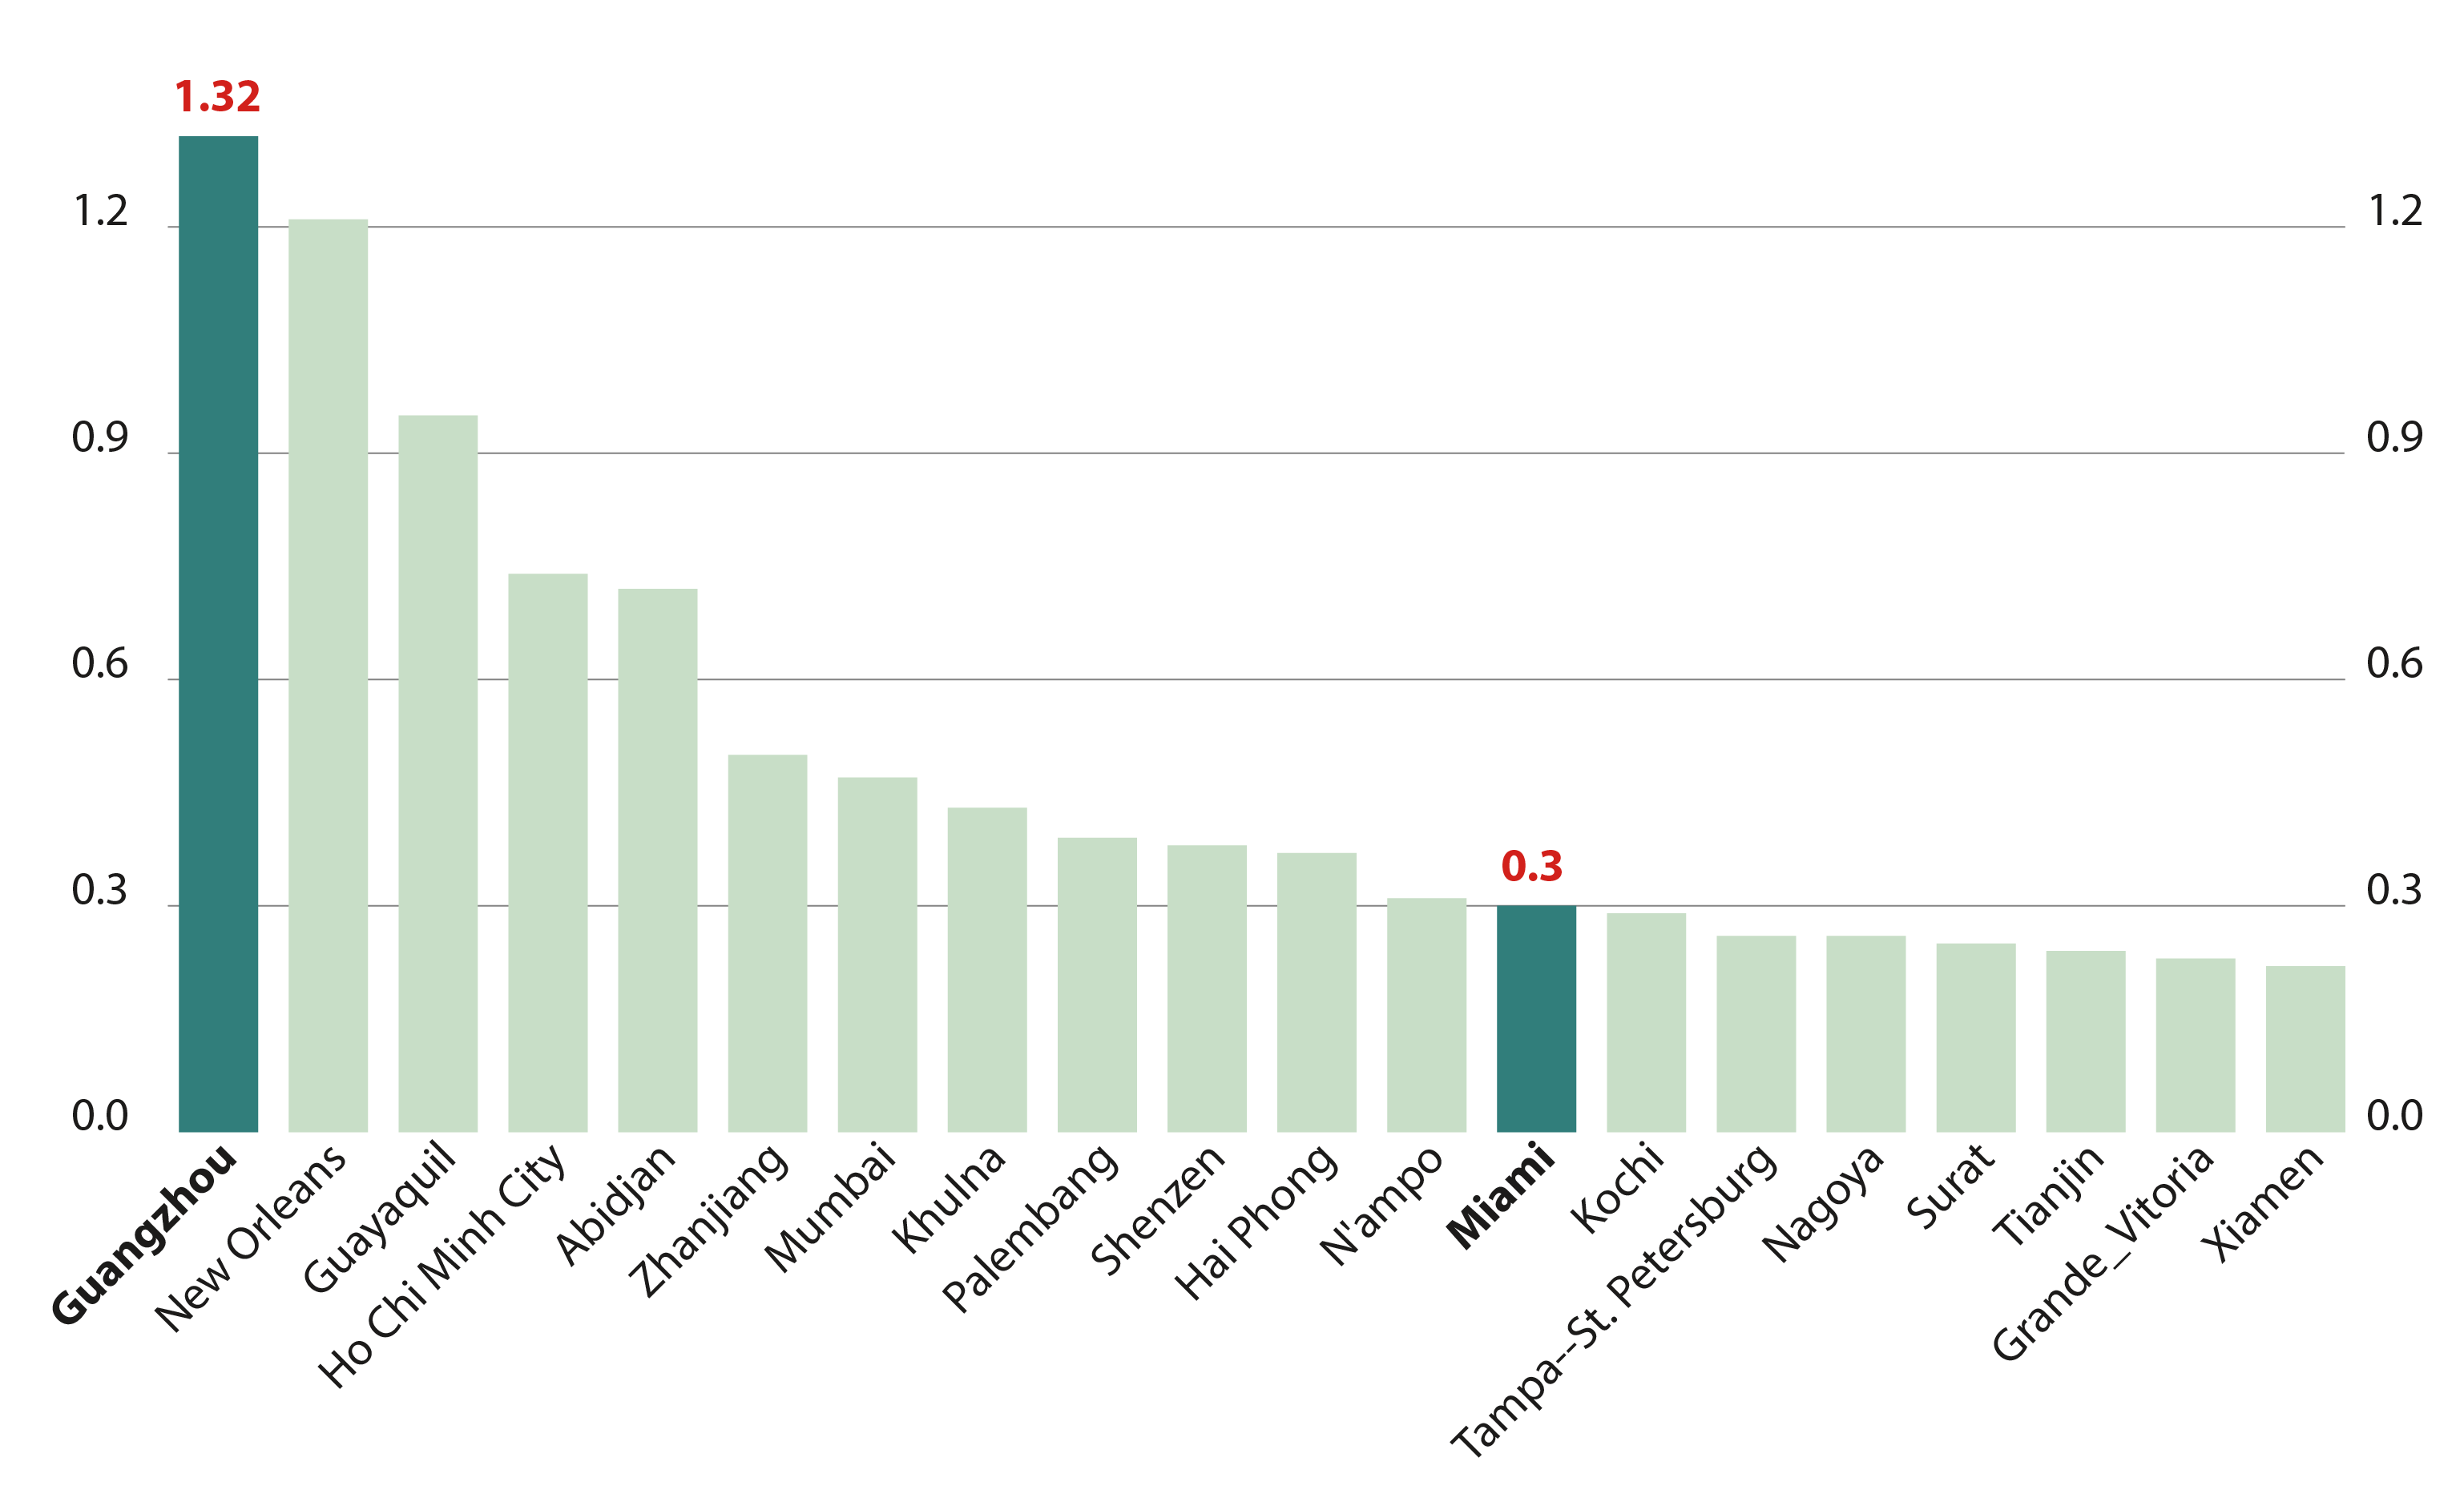 1.32
1.2 1.2
0.9 0.9
0.6 0.6
0.3
0.3 0.3
0.0 0.0
Guangzhou
New Orleans
Guayaquil
Ho Chi Minh City
Abidjan
Zhanjiang
Mumbai
Khulna
Palembang
Shenzen
Hai Phong
N'ampo
Miami
Kochi
Tampa–St. Petersburg
Nagoya
Surat
Tianjin
Grande_Vitoria
Xiamen